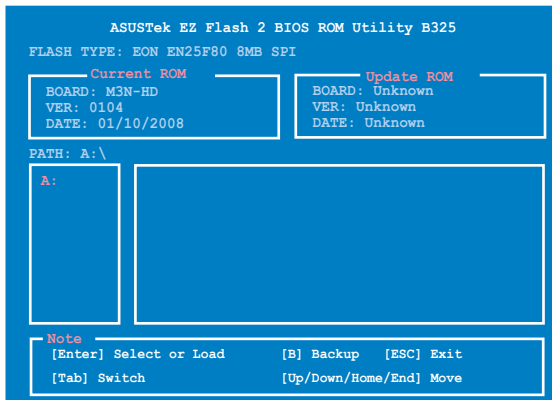 ASUSTek EZ Flash 2 BIOS ROM Utility B325
FLASH TYPE: EON EN25F80 8MB SPI
Current ROM
BOARD: M3N-HD
VER: 0104
DATE: 01/10/2008
Update ROM
BOARD: Unknown
VER: Unknown
DATE: Unknown
PATH: A:\
A:
Note
[Enter] Select or Load [B] Backup [ESC] Exit
[Tab] Switch [Up/Down/Home/End] Move